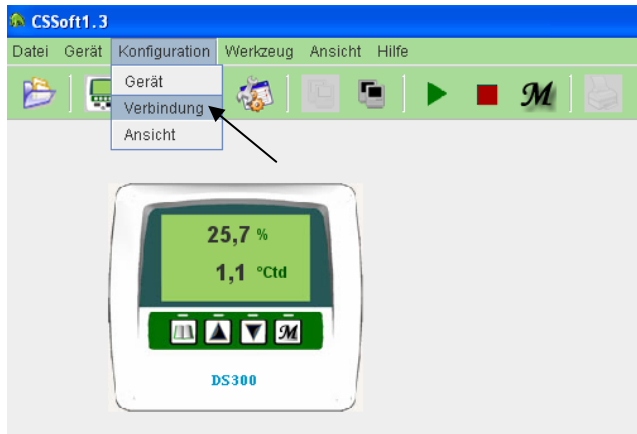 CSSoft1.3
Datei Gerät Konfiguration Werkzeug Ansicht Hilfe
Gerät
Verbindung
Ansicht
M
25,7 %
1,1 °Ctd
M
DS300